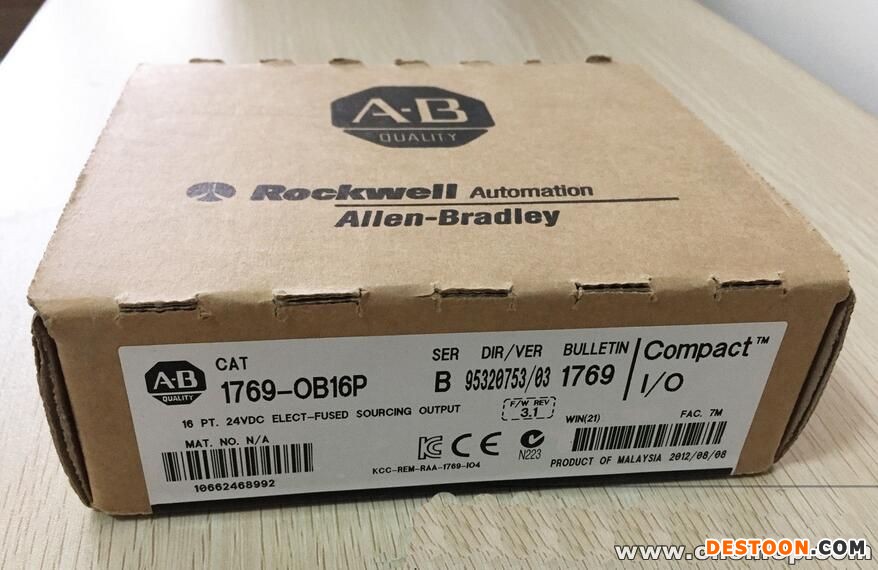 A-B
QUALITY
Rockwell Automation
Allen-Bradley
A-B
QUALITY
CAT
1769-OB16P
SER
B
DIR/VER
95320753/03
BULLETIN
1769
Compact™
I/O
16 PT. 24VDC ELECT-FUSED SOURCING OUTPUT
F/W REV
3.1
WIN(21)
FAC. 7M
MAT. NO. N/A
10662468992
CE
N223
KCC-REM-RAA-1769-IO4
PRODUCT OF MALAYSIA 2012/08/08
DESTOON.COM